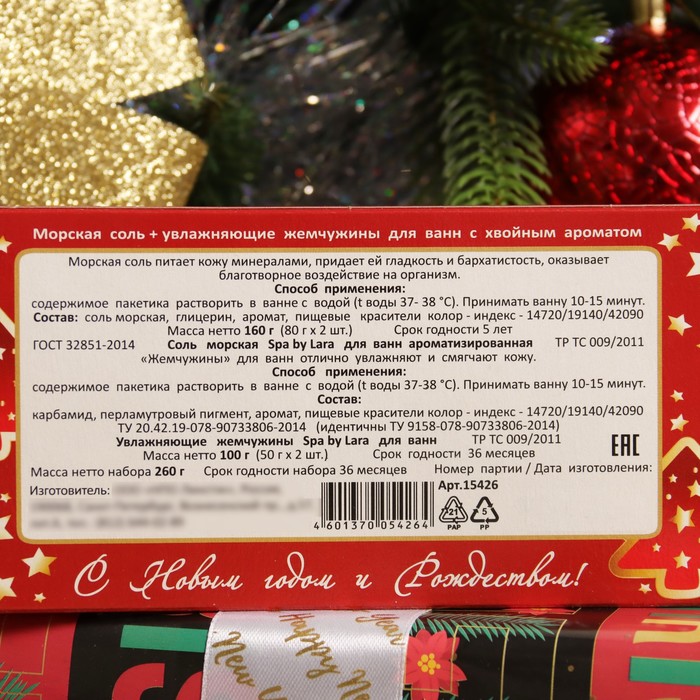 Морская соль + увлажняющие жемчужины для ванн с хвойным ароматом
Морская соль питает кожу минералами, придает ей гладкость и бархатистость, оказывает
благотворное воздействие на организм.
Способ применения:
содержимое пакетика растворить в ванне с водой (t воды 37- 38 °C). Принимать ванну 10-15 минут.
Состав: соль морская, глицерин, аромат, пищевые красители колор - индекс - 14720/19140/42090
Масса нетто 160 г (80 г х 2 шт.) Срок годности 5 лет
ГОСТ 32851-2014 Соль морская Spa by Lara для ванн ароматизированная ТР ТС 009/2011
«Жемчужины» для ванн отлично увлажняют и смягчают кожу.
Способ применения:
содержимое пакетика растворить в ванне с водой (t воды 37-38 °C). Принимать ванну 10-15 минут.
Состав:
карбамид, перламутровый пигмент, аромат, пищевые красители колор - индекс - 14720/19140/42090
ТУ 20.42.19-078-90733806-2014 (идентичны ТУ 9158-078-90733806-2014)
Увлажняющие жемчужины Spa by Lara для ванн ТР ТС 009/2011
Масса нетто 100 г (50 г х 2 шт.) Срок годности 36 месяцев
EAC
Масса нетто набора 260 г Срок годности набора 36 месяцев Номер партии / Дата изготовления:
Изготовитель:
Арт.15426
4 601370 054264
21 PAP
5 PP
С Новым годом и Рождеством!
Happy
New Year
Happy Ne
Year